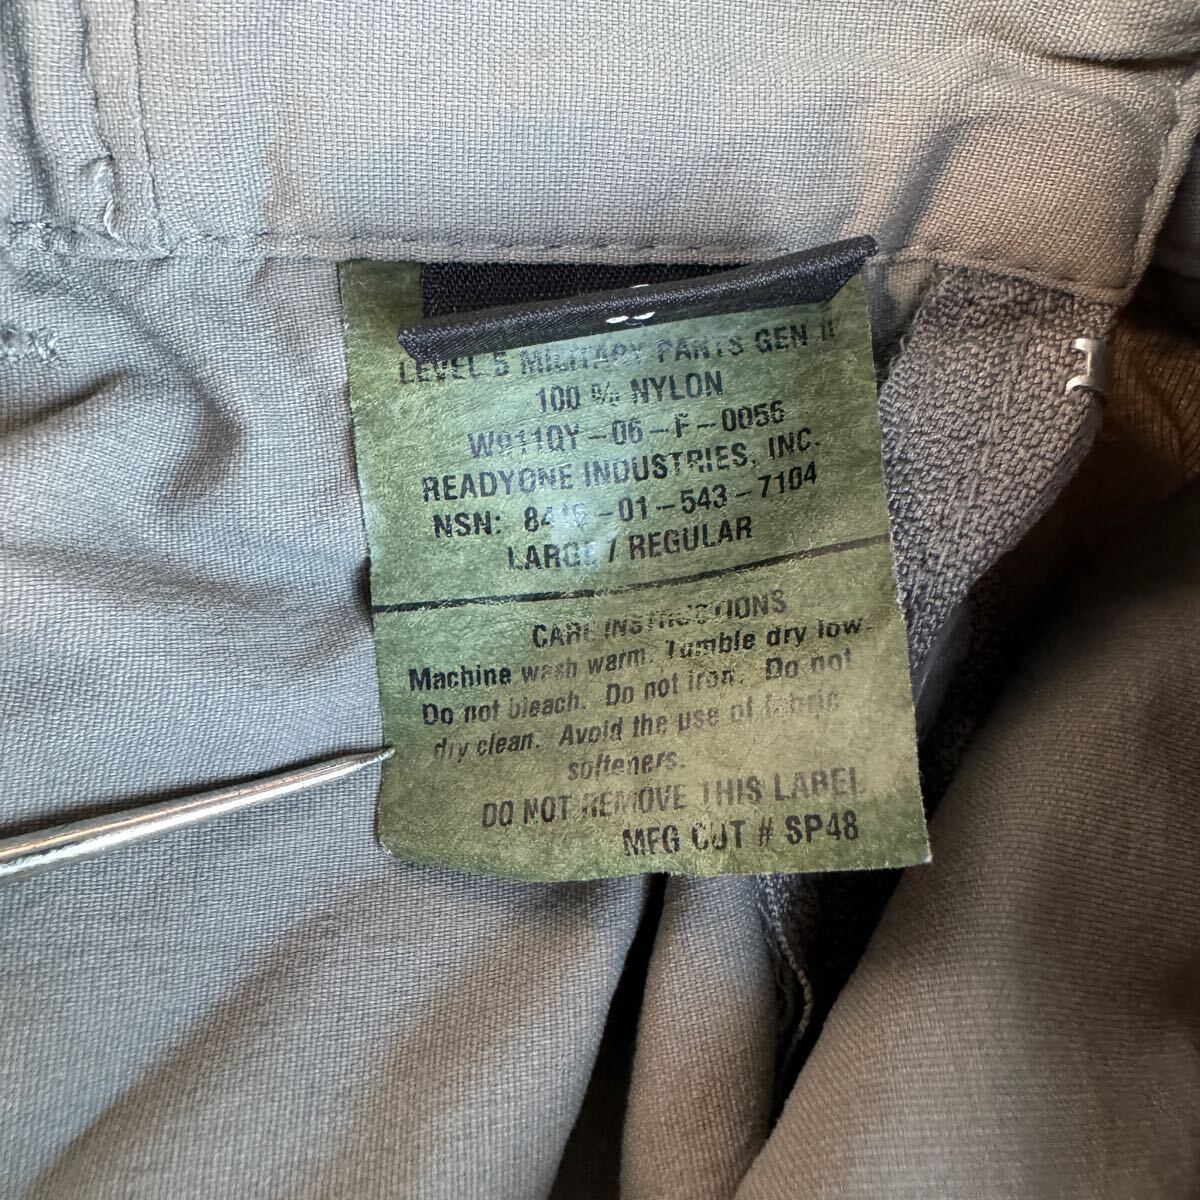 LEVEL 5 MILITARY PANTS GEN II
100 % NYLON
W911QY-06-F-0056
READYONE INDUSTRIES, INC.
NSN: 8415-01-543-7104
LARGE / REGULAR
CARE INSTRUCTIONS
Machine wash warm. Tumble dry low.
Do not bleach. Do not iron. Do not
dry clean. Avoid the use of fabric
softeners.
DO NOT REMOVE THIS LABEL
MFG CUT # SP48